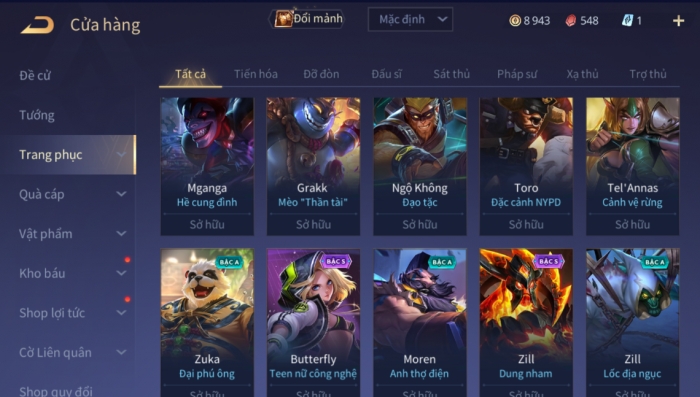 Cửa hàng
Đổi mảnh
Mặc định
8 943
548
1
+
Đề cử
Tướng
Trang phục
Quà cáp
Vật phẩm
Kho báu
Shop lợi tức
Cờ Liên quân
Shop quy đổi
Tất cả Tiến hóa Đỡ đòn Đấu sĩ Sát thủ Pháp sư Xạ thủ Trợ thủ
Mganga
Hề cung đình
Sở hữu
Grakk
Mèo "Thần tài"
Sở hữu
Ngộ Không
Đạo tặc
Sở hữu
Toro
Đặc cảnh NYPD
Sở hữu
Tel'Annas
Cảnh vệ rừng
Sở hữu
BẬC A
Zuka
Đại phú ông
Sở hữu
BẬC S
Butterfly
Teen nữ công nghệ
Sở hữu
BẬC A
Moren
Anh thợ điện
Sở hữu
BẬC S
Zill
Dung nham
Sở hữu
BẬC A
Zill
Lốc địa ngục
Sở hữu